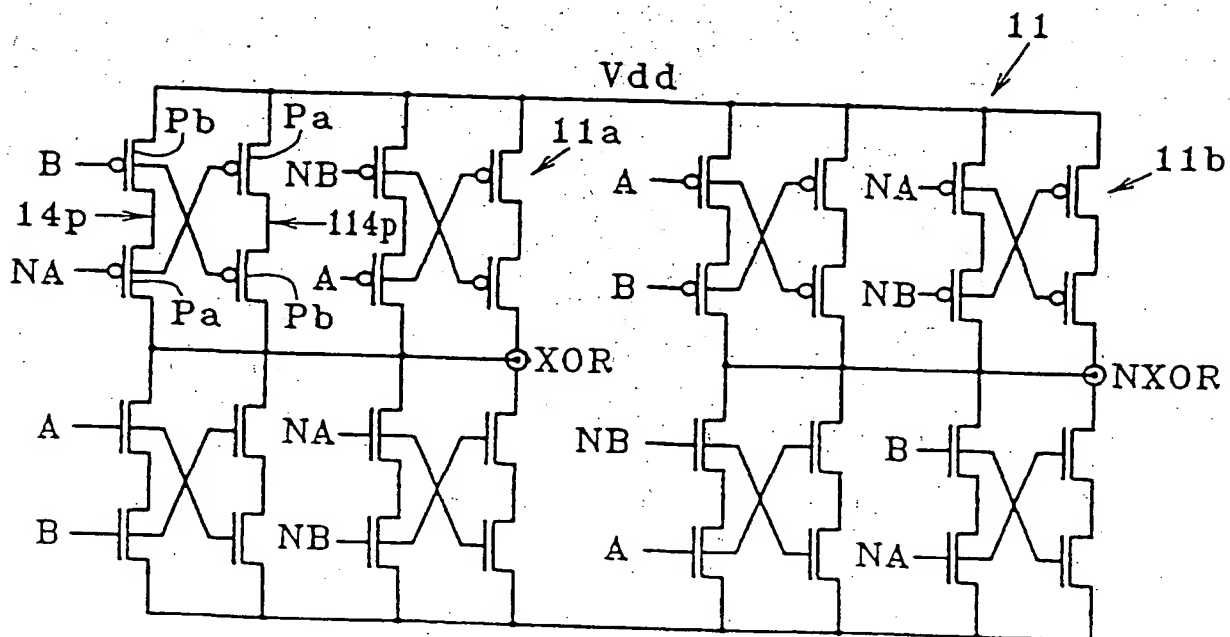 11
Vdd
Pb Pa 11a 11b
B NB A NA
14p 114p
NA A B NB
Pa Pb
XOR NXOR
A NA NB B
B NB A NA